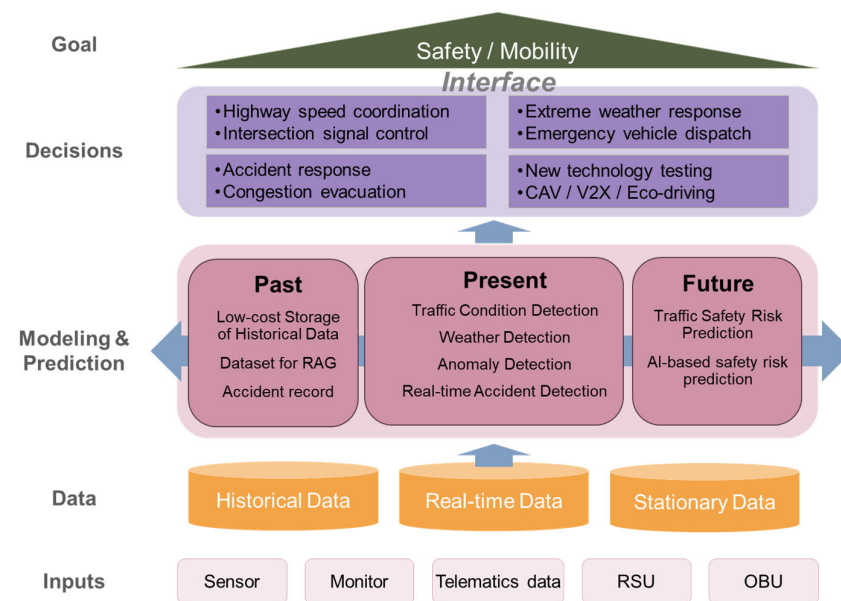 Goal
Safety / Mobility
Interface
Decisions
•Highway speed coordination
•Intersection signal control
•Extreme weather response
•Emergency vehicle dispatch
•Accident response
•Congestion evacuation
•New technology testing
•CAV / V2X / Eco-driving
Modeling &
Prediction
Past
Low-cost Storage
of Historical Data
Dataset for RAG
Accident record
Present
Traffic Condition Detection
Weather Detection
Anomaly Detection
Real-time Accident Detection
Future
Traffic Safety Risk
Prediction
AI-based safety risk
prediction
Data
Historical Data
Real-time Data
Stationary Data
Inputs
Sensor
Monitor
Telematics data
RSU
OBU